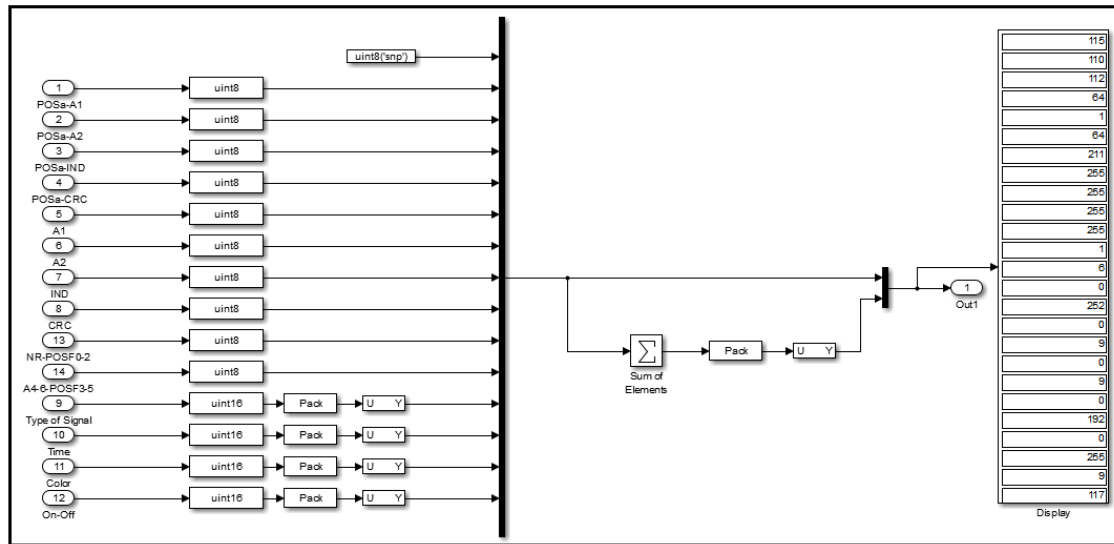 uint8('snp')
1 uint8
POSa-A1
2 uint8
POSa-A2
3 uint8
POSa-IND
4 uint8
POSa-CRC
5 uint8
A1
6 uint8
A2
7 uint8
IND
8 uint8
CRC
13 uint8
NR-POSF0-2
14 uint8
A4-6-POSF3-5
9 uint16 Pack U Y
Type of Signal
10 uint16 Pack U Y
Time
11 uint16 Pack U Y
Color
12 uint16 Pack U Y
On-Off
∑ Pack U Y
Sum of
Elements
1
Out1
115
110
112
64
1
64
211
255
255
255
255
1
6
0
252
0
9
0
9
0
192
0
255
9
117
Display